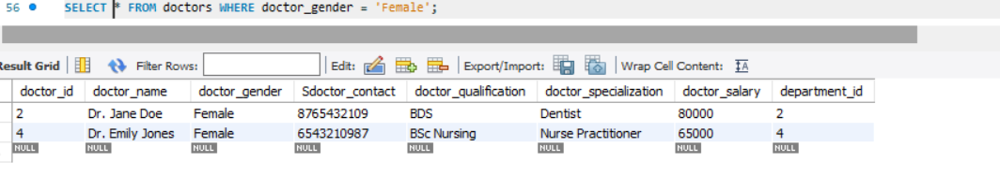 56 SELECT * FROM doctors WHERE doctor_gender = 'Female';
Result Grid Filter Rows: Edit: Export/Import: Wrap Cell Content: IA
doctor_id doctor_name doctor_gender Sdoctor_contact doctor_qualification doctor_specialization doctor_salary department_id
2 Dr. Jane Doe Female 8765432109 BDS Dentist 80000 2
4 Dr. Emily Jones Female 6543210987 BSc Nursing Nurse Practitioner 65000 4
NULL NULL NULL NULL NULL NULL NULL NULL